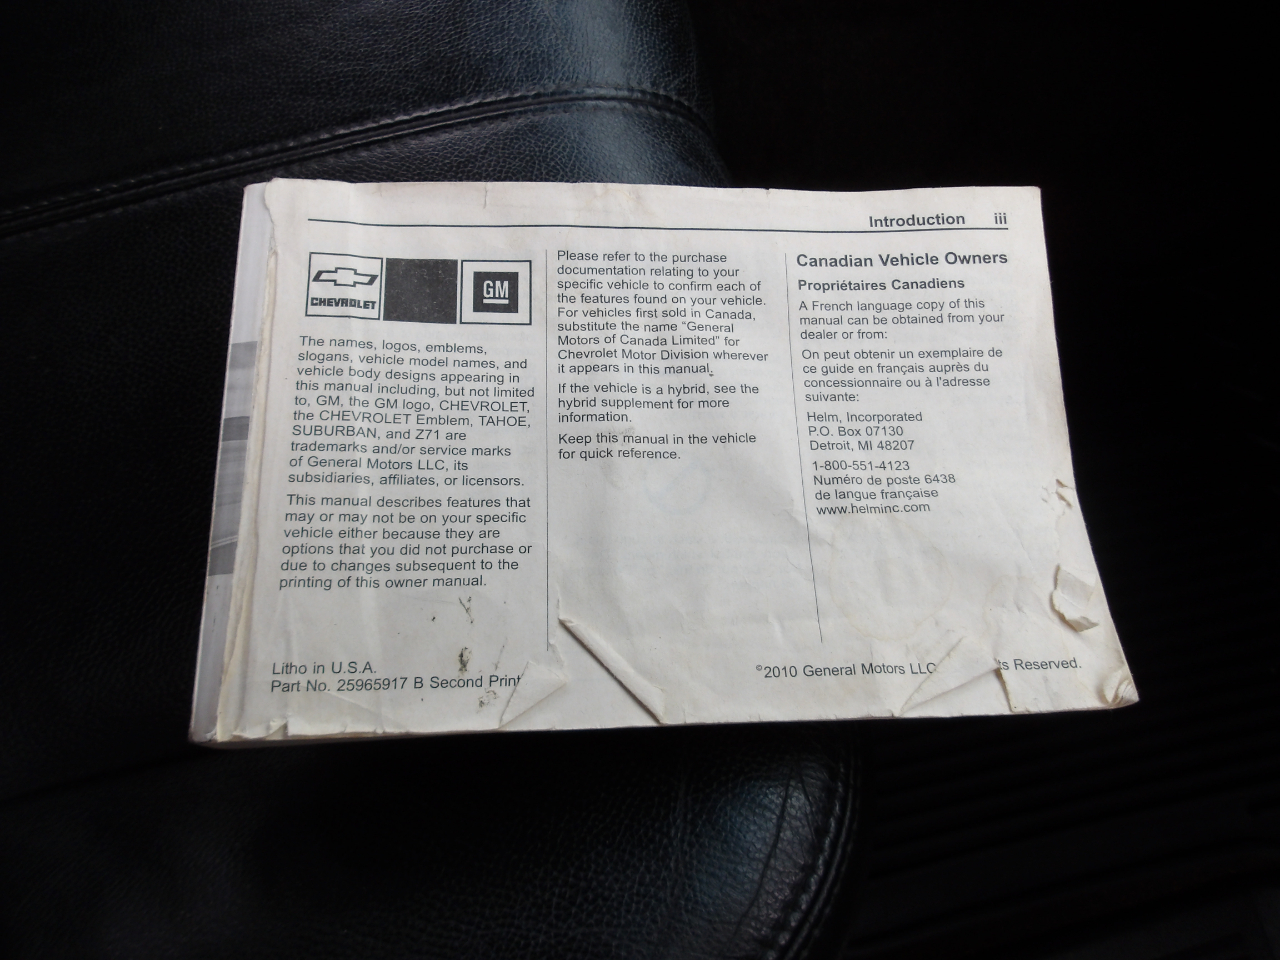 Introduction iii
CHEVROLET
GM
The names, logos, emblems,
slogans, vehicle model names, and
vehicle body designs appearing in
this manual including, but not limited
to, GM, the GM logo, CHEVROLET,
the CHEVROLET Emblem, TAHOE,
SUBURBAN, and Z71 are
trademarks and/or service marks
of General Motors LLC, its
subsidiaries, affiliates, or licensors.
This manual describes features that
may or may not be on your specific
vehicle either because they are
options that you did not purchase or
due to changes subsequent to the
printing of this owner manual.
Please refer to the purchase
documentation relating to your
specific vehicle to confirm each of
the features found on your vehicle.
For vehicles first sold in Canada,
substitute the name “General
Motors of Canada Limited” for
Chevrolet Motor Division wherever
it appears in this manual.
If the vehicle is a hybrid, see the
hybrid supplement for more
information.
Keep this manual in the vehicle
for quick reference.
Canadian Vehicle Owners
Propriétaires Canadiens
A French language copy of this
manual can be obtained from your
dealer or from:
On peut obtenir un exemplaire de
ce guide en français auprès du
concessionnaire ou à l'adresse
suivante:
Helm, Incorporated
P.O. Box 07130
Detroit, MI 48207
1-800-551-4123
Numéro de poste 6438
de langue française
www.helminc.com
Litho in U.S.A.
Part No. 25965917 B Second Print
©2010 General Motors LLC ts Reserved.